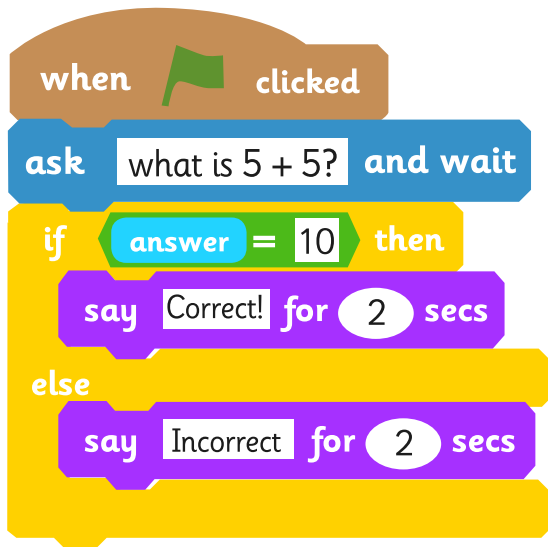 when clicked
ask what is 5 + 5? and wait
if answer = 10 then
say Correct! for 2 secs
else
say Incorrect for 2 secs